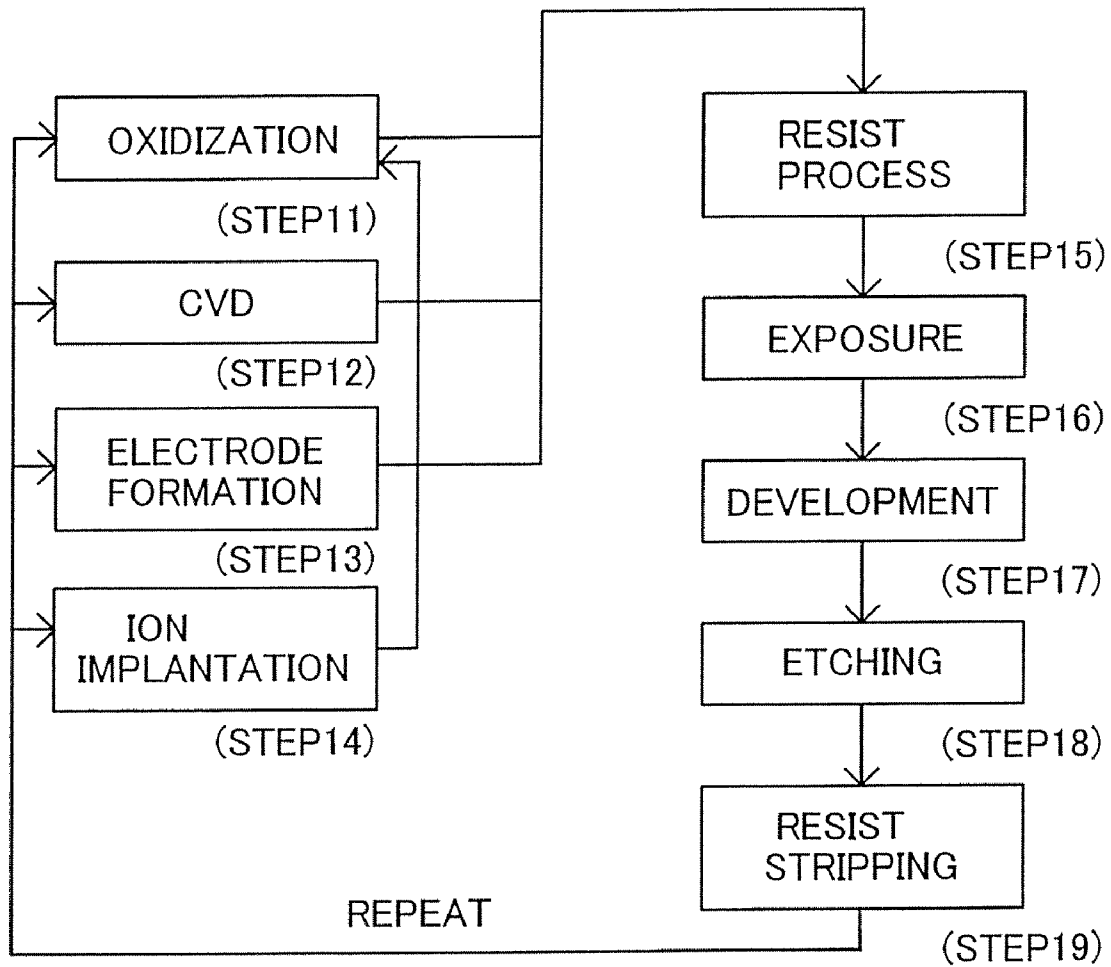 OXIDIZATION
(STEP11)
CVD
(STEP12)
ELECTRODE
FORMATION
(STEP13)
ION
IMPLANTATION
(STEP14)
RESIST
PROCESS
(STEP15)
EXPOSURE
(STEP16)
DEVELOPMENT
(STEP17)
ETCHING
(STEP18)
RESIST
STRIPPING
(STEP19)
REPEAT